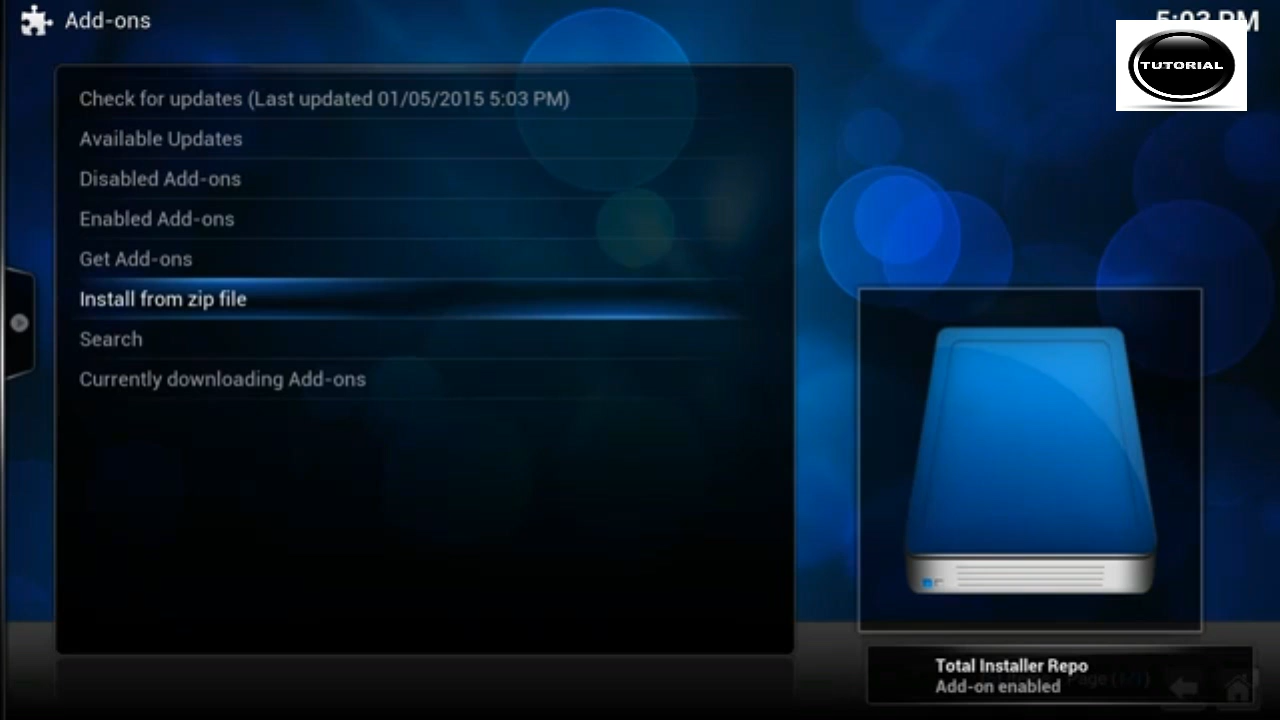 Add-ons
5:03 PM
TUTORIAL
Check for updates (Last updated 01/05/2015 5:03 PM)
Available Updates
Disabled Add-ons
Enabled Add-ons
Get Add-ons
Install from zip file
Search
Currently downloading Add-ons
Total Installer Repo
Add-on enabled
Page